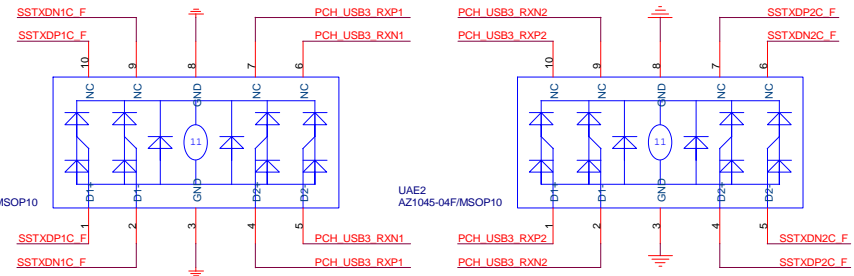 SSTXDN1C_F PCH_USB3_RXP1 PCH_USB3_RXN2 SSTXDP2C_F
SSTXDP1C_F PCH_USB3_RXN1 PCH_USB3_RXP2 SSTXDN2C_F
10 9 8 7 6 10 9 8 7 6
NC NC GND NC NC NC NC GND NC NC
11 11
D1+ D1- GND D2+ D2- D1+ D1- GND D2+ D2-
UAE2
MSOP10 AZ1045-04F/MSOP10
1 2 3 4 5 1 2 3 4 5
SSTXDP1C_F PCH_USB3_RXN1 PCH_USB3_RXP2 SSTXDN2C_F
SSTXDN1C_F PCH_USB3_RXP1 PCH_USB3_RXN2 SSTXDP2C_F